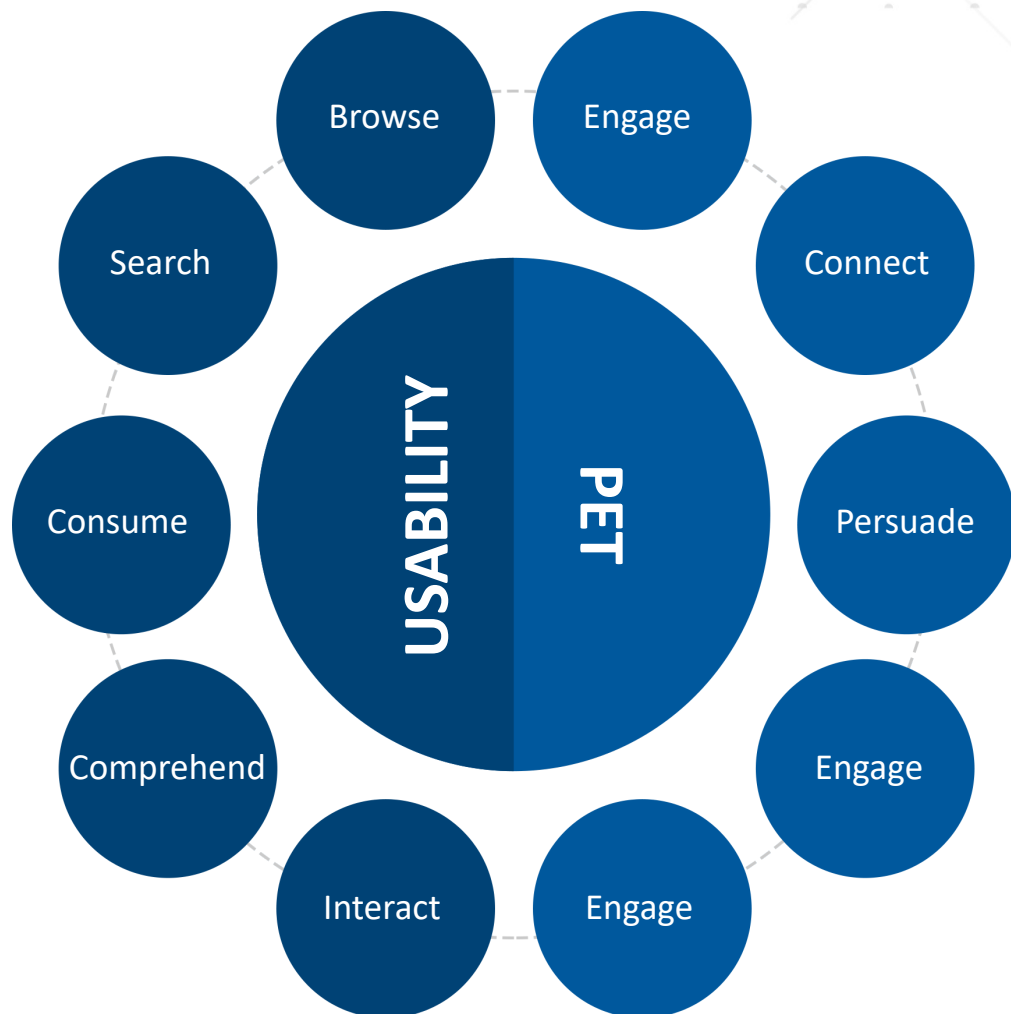 Browse
Engage
Search
Connect
USABILITY
PET
Consume
Persuade
Comprehend
Engage
Interact
Engage